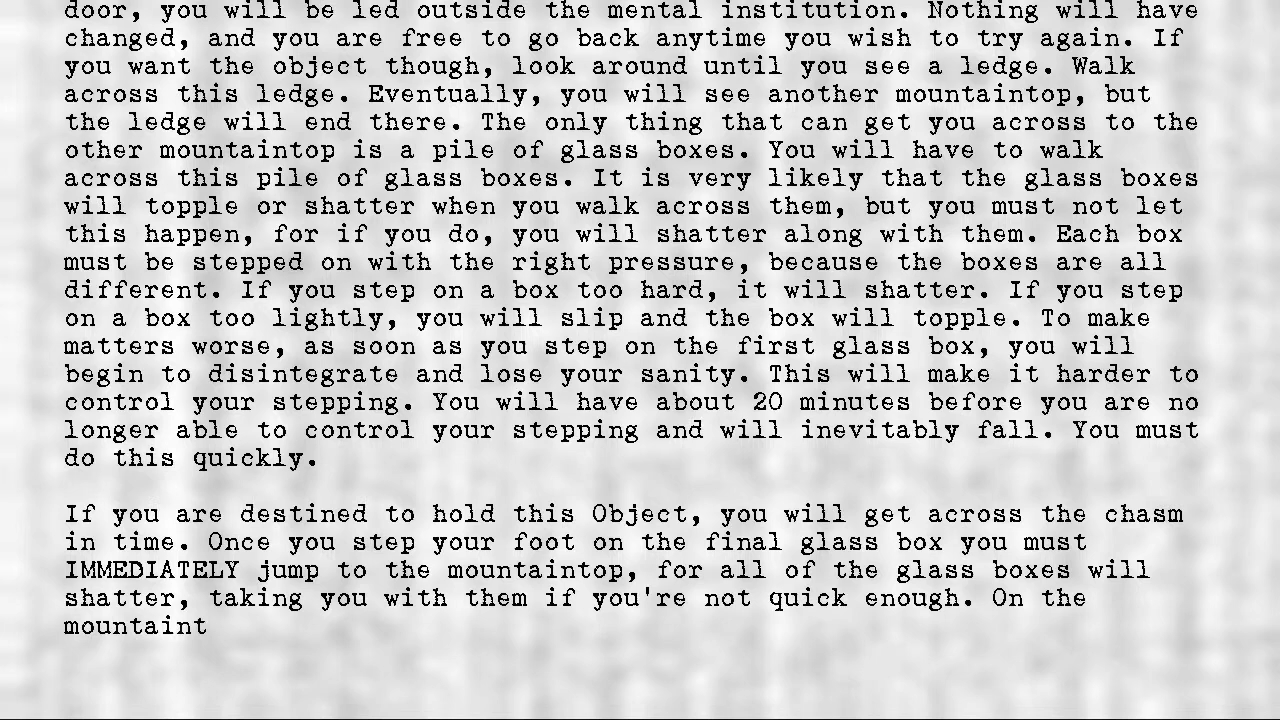 door, you will be led outside the mental institution. Nothing will have
changed, and you are free to go back anytime you wish to try again. If
you want the object though, look around until you see a ledge. Walk
across this ledge. Eventually, you will see another mountaintop, but
the ledge will end there. The only thing that can get you across to the
other mountaintop is a pile of glass boxes. You will have to walk
across this pile of glass boxes. It is very likely that the glass boxes
will topple or shatter when you walk across them, but you must not let
this happen, for if you do, you will shatter along with them. Each box
must be stepped on with the right pressure, because the boxes are all
different. If you step on a box too hard, it will shatter. If you step
on a box too lightly, you will slip and the box will topple. To make
matters worse, as soon as you step on the first glass box, you will
begin to disintegrate and lose your sanity. This will make it harder to
control your stepping. You will have about 20 minutes before you are no
longer able to control your stepping and will inevitably fall. You must
do this quickly.
If you are destined to hold this Object, you will get across the chasm
in time. Once you step your foot on the final glass box you must
IMMEDIATELY jump to the mountaintop, for all of the glass boxes will
shatter, taking you with them if you're not quick enough. On the
mountaint